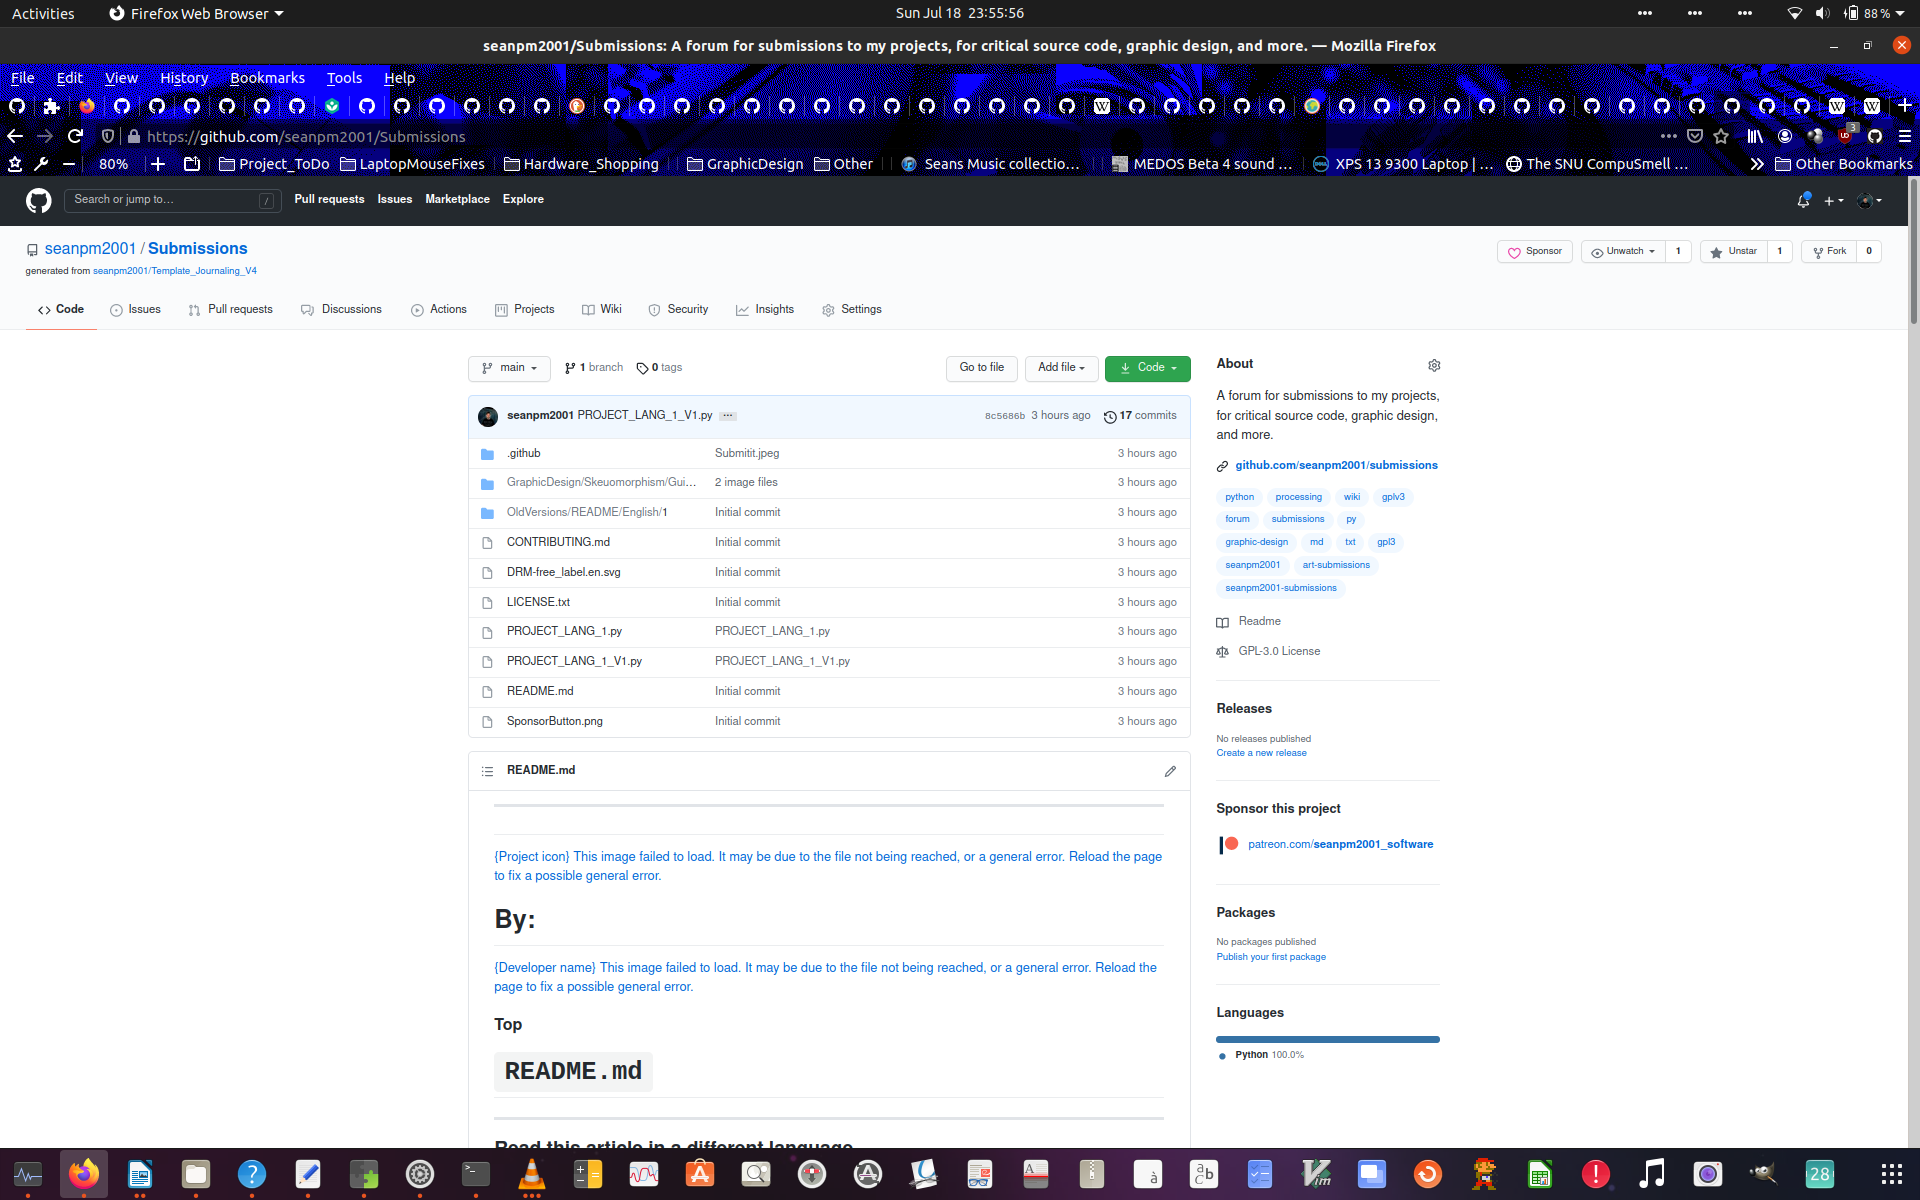 Activities
Firefox Web Browser
Sun Jul 18 23:55:56
88 %
seanpm2001/Submissions: A forum for submissions to my projects, for critical source code, graphic design, and more. — Mozilla Firefox
File Edit View History Bookmarks Tools Help
https://github.com/seanpm2001/Submissions
3
80%
Project_ToDo
LaptopMouseFixes
Hardware_Shopping
GraphicDesign
Other
Seans Music collectio…
MEDOS Beta 4 sound …
XPS 13 9300 Laptop | …
The SNU CompuSmell …
Other Bookmarks
Search or jump to…
/
Pull requests Issues Marketplace Explore
seanpm2001 / Submissions
generated from seanpm2001/Template_Journaling_V4
Sponsor
Unwatch 1
Unstar 1
Fork 0
Code Issues Pull requests Discussions Actions Projects Wiki Security Insights Settings
main
1 branch
0 tags
Go to file
Add file
Code
seanpm2001 PROJECT_LANG_1_V1.py
8c5686b 3 hours ago 17 commits
.github Submitit.jpeg 3 hours ago
GraphicDesign/Skeuomorphism/Gui… 2 image files 3 hours ago
OldVersions/README/English/1 Initial commit 3 hours ago
CONTRIBUTING.md Initial commit 3 hours ago
DRM-free_label.en.svg Initial commit 3 hours ago
LICENSE.txt Initial commit 3 hours ago
PROJECT_LANG_1.py PROJECT_LANG_1.py 3 hours ago
PROJECT_LANG_1_V1.py PROJECT_LANG_1_V1.py 3 hours ago
README.md Initial commit 3 hours ago
SponsorButton.png Initial commit 3 hours ago
README.md
{Project icon} This image failed to load. It may be due to the file not being reached, or a general error. Reload the page
to fix a possible general error.
By:
{Developer name} This image failed to load. It may be due to the file not being reached, or a general error. Reload the
page to fix a possible general error.
Top
README.md
Read this article in a different language
About
A forum for submissions to my projects,
for critical source code, graphic design,
and more.
github.com/seanpm2001/submissions
python processing wiki gplv3
forum submissions py
graphic-design md txt gpl3
seanpm2001 art-submissions
seanpm2001-submissions
Readme
GPL-3.0 License
Releases
No releases published
Create a new release
Sponsor this project
patreon.com/seanpm2001_software
Packages
No packages published
Publish your first package
Languages
Python 100.0%
28